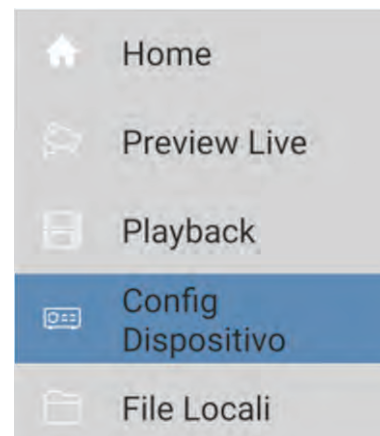 Home
Preview Live
Playback
Config
Dispositivo
File Locali